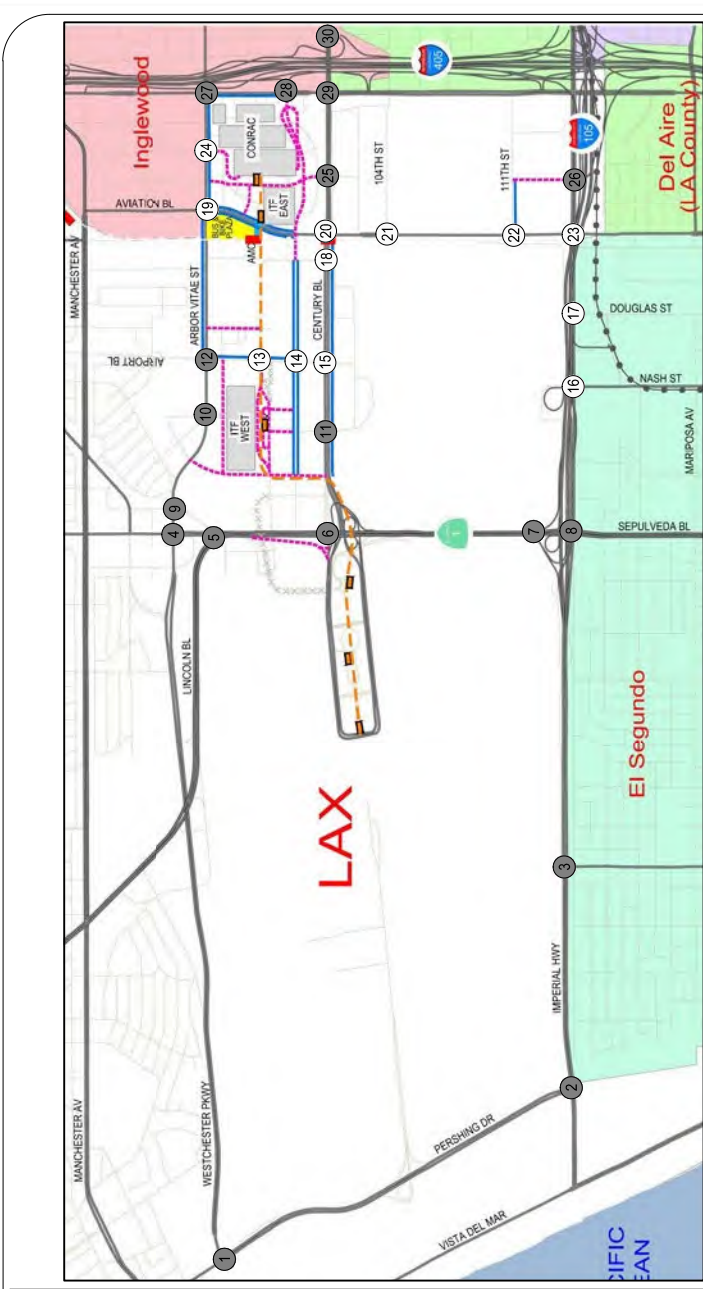 MANCHESTER AV
MANCHESTER AV
Inglewood
AVIATION BL
ARBOR VITAE ST
AIRPORT BL
WESTCHESTER PKWY
LINCOLN BL
1
4
9
5
10
12
19
24
27
BUS
BIKE
PLAZA
CONRAC
ITF
WEST
ITF
EAST
13
14
28
6
11
15
18
20
25
29
30
CENTURY BL
405
LAX
104TH ST
21
1
111TH ST
22
7
PERSHING DR
VISTA DEL MAR
IMPERIAL HWY
2
3
8
16
17
23
26
105
DOUGLAS ST
NASH ST
SEPULVEDA BL
MARIPOSA AV
El Segundo
Del Aire
(LA County)